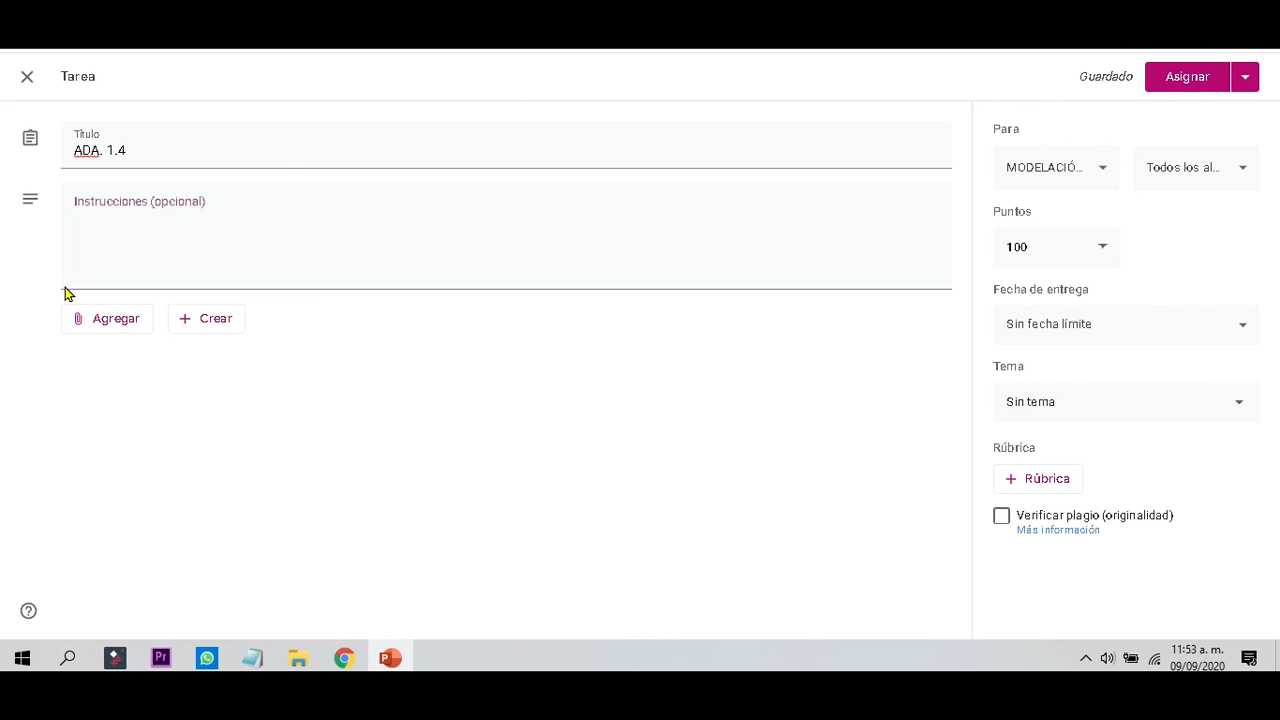 Tarea
Guardado
Asignar
Título
ADA. 1.4
Instrucciones (opcional)
Agregar
Crear
Para
MODELACIÓ...
Todos los al...
Puntos
100
Fecha de entrega
Sin fecha límite
Tema
Sin tema
Rúbrica
Rúbrica
Verificar plagio (originalidad)
Más información
Pr
P
11:53 a. m.
09/09/2020